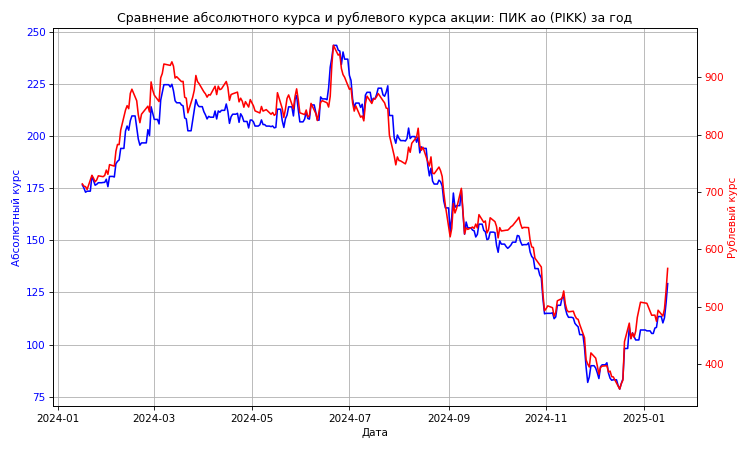 Сравнение абсолютного курса и рублевого курса акции: ПИК ао (PIKK) за год
250
225
200
175
150
125
100
75
Абсолютный курс
900
800
700
600
500
400
Рублевый курс
2024-01 2024-03 2024-05 2024-07 2024-09 2024-11 2025-01
Дата